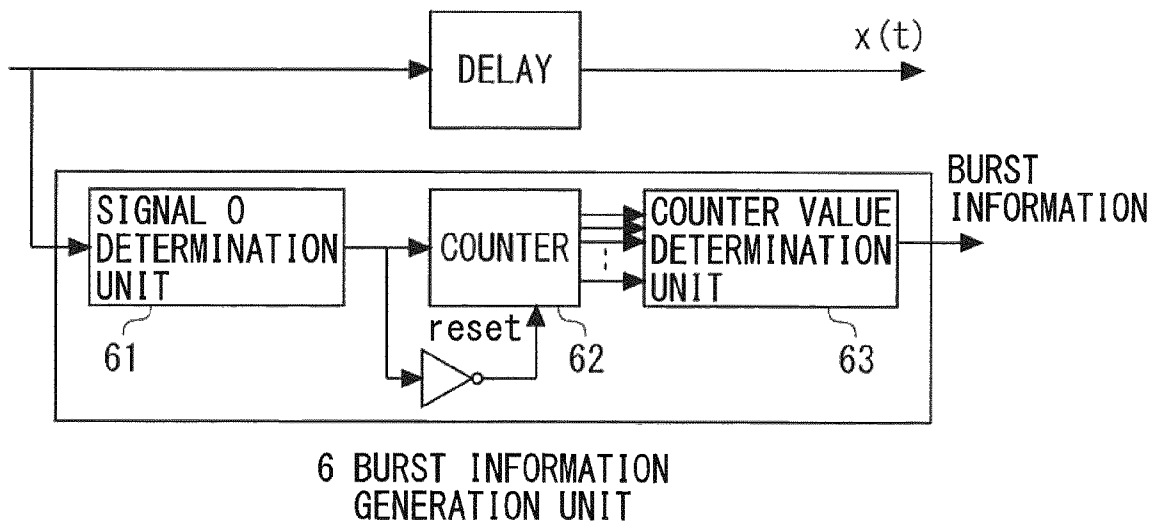 x(t)
DELAY
BURST
INFORMATION
SIGNAL 0
DETERMINATION
UNIT
COUNTER
COUNTER VALUE
DETERMINATION
UNIT
reset
61
62
63
6 BURST INFORMATION
GENERATION UNIT